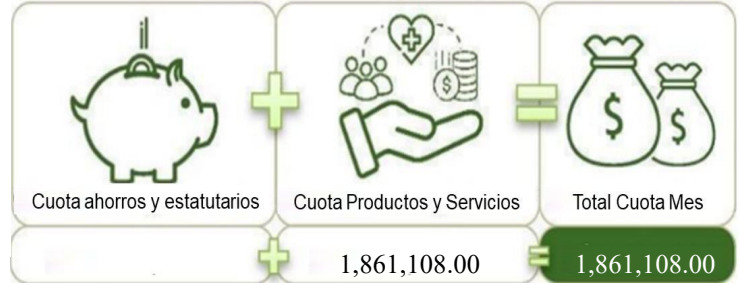 Cuota ahorros y estatutarios Cuota Productos y Servicios Total Cuota Mes
1,861,108.00 1,861,108.00